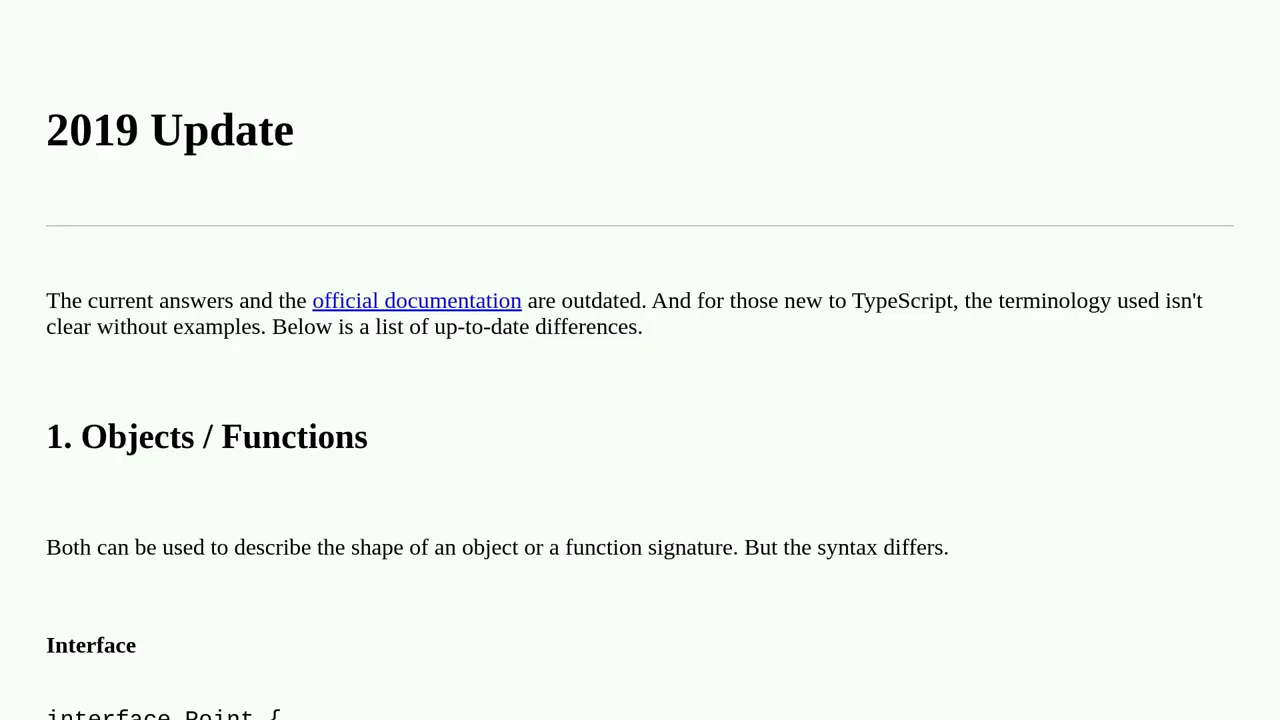 2019 Update
The current answers and the official documentation are outdated. And for those new to TypeScript, the terminology used isn't
clear without examples. Below is a list of up-to-date differences.
1. Objects / Functions
Both can be used to describe the shape of an object or a function signature. But the syntax differs.
Interface
interface Point {